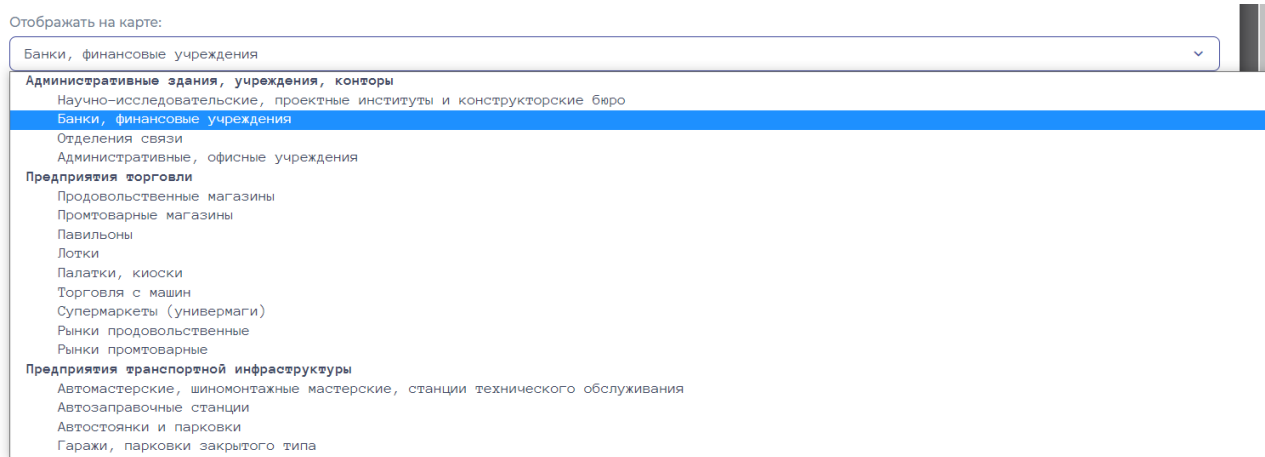 Отображать на карте:
Банки, финансовые учреждения
Административные здания, учреждения, конторы
Научно-исследовательские, проектные институты и конструкторские бюро
Банки, финансовые учреждения
Отделения связи
Административные, офисные учреждения
Предприятия торговли
Продовольственные магазины
Промтоварные магазины
Павильоны
Лотки
Палатки, киоски
Торговля с машин
Супермаркеты (универмаги)
Рынки продовольственные
Рынки промтоварные
Предприятия транспортной инфраструктуры
Автомастерские, шиномонтажные мастерские, станции технического обслуживания
Автозаправочные станции
Автостоянки и парковки
Гаражи, парковки закрытого типа